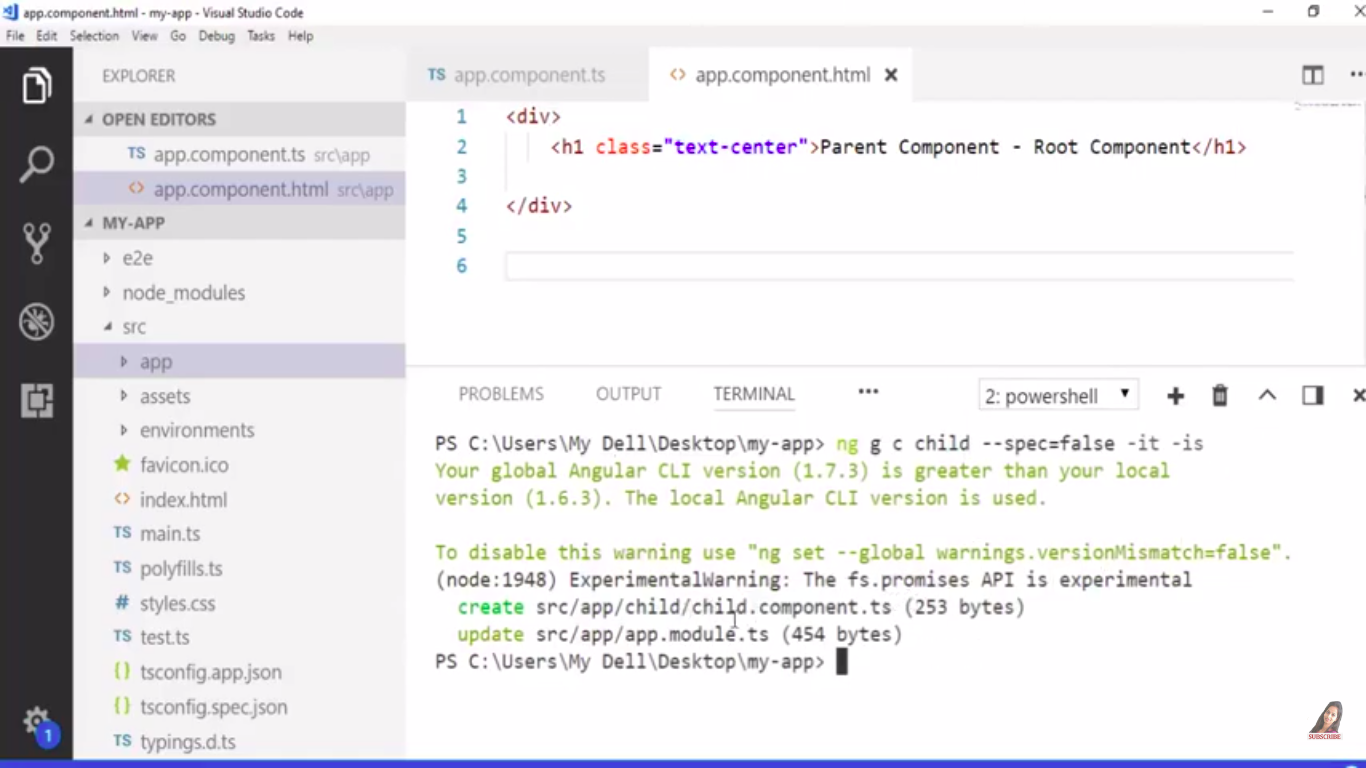 app.component.html - my-app - Visual Studio Code
File Edit Selection View Go Debug Tasks Help
EXPLORER
OPEN EDITORS
TS app.component.ts src\app
<> app.component.html src\app
MY-APP
e2e
node_modules
src
app
assets
environments
favicon.ico
<> index.html
TS main.ts
TS polyfills.ts
# styles.css
TS test.ts
{} tsconfig.app.json
{} tsconfig.spec.json
TS typings.d.ts
1
TS app.component.ts
<> app.component.html
1 <div>
2 <h1 class="text-center">Parent Component - Root Component</h1>
3
4 </div>
5
6
PROBLEMS OUTPUT TERMINAL ••• 2: powershell
PS C:\Users\My Dell\Desktop\my-app> ng g c child --spec=false -it -is
Your global Angular CLI version (1.7.3) is greater than your local
version (1.6.3). The local Angular CLI version is used.
To disable this warning use "ng set --global warnings.versionMismatch=false".
(node:1948) ExperimentalWarning: The fs.promises API is experimental
create src/app/child/child.component.ts (253 bytes)
update src/app/app.module.ts (454 bytes)
PS C:\Users\My Dell\Desktop\my-app>
SUBSCRIBE